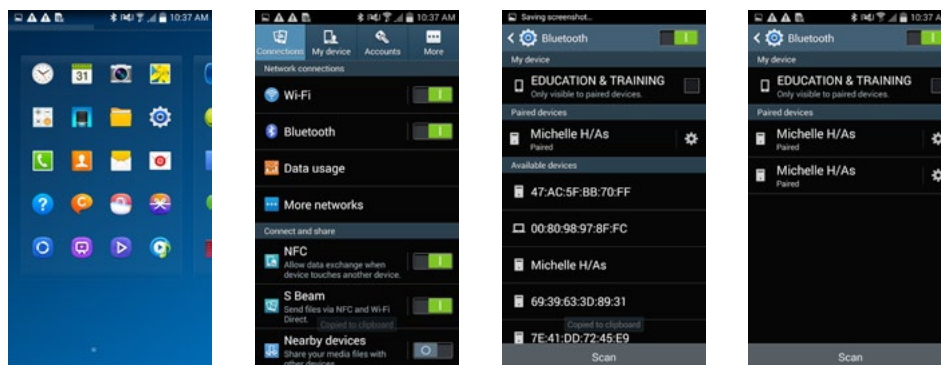 10:37 AM
31
10:37 AM
Connections My device Accounts More
Network connections
Wi-Fi
Bluetooth
Data usage
More networks
Connect and share
NFC
Allow data exchange when
device touches another device.
S Beam
Send files via NFC and Wi-Fi
Direct.
Copied to clipboard
Nearby devices
Share your media files with
other devices.
Saving screenshot...
Bluetooth
My device
EDUCATION & TRAINING
Only visible to paired devices.
Paired devices
Michelle H/As
Paired
Available devices
47:AC:5F:BB:70:FF
00:80:98:97:8F:FC
Michelle H/As
69:39:63:3D:89:31
Copied to clipboard
7E:41:DD:72:45:E9
Scan
10:37 A
Bluetooth
My device
EDUCATION & TRAINING
Only visible to paired devices.
Paired devices
Michelle H/As
Paired
Michelle H/As
Paired
Scan